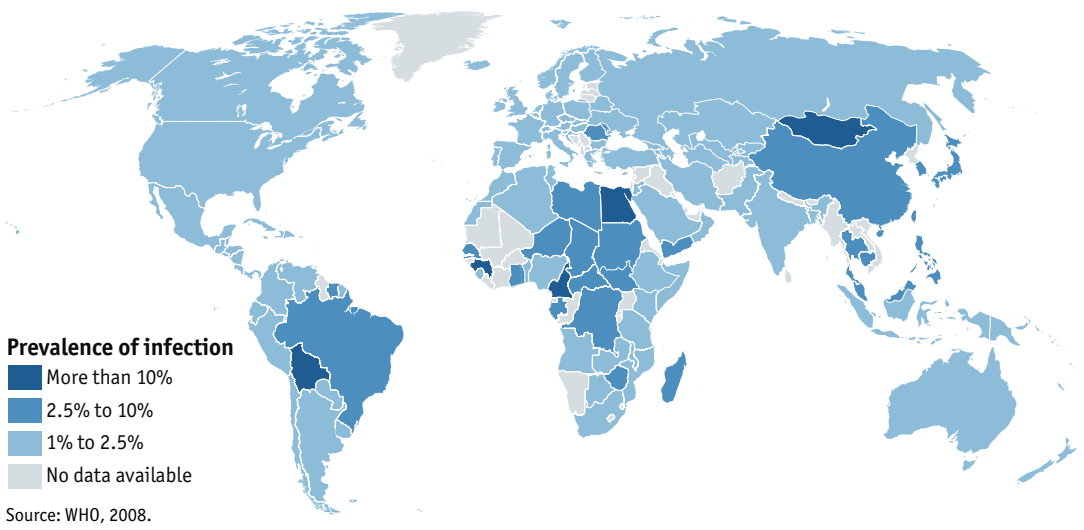 Prevalence of infection
More than 10%
2.5% to 10%
1% to 2.5%
No data available
Source: WHO, 2008.